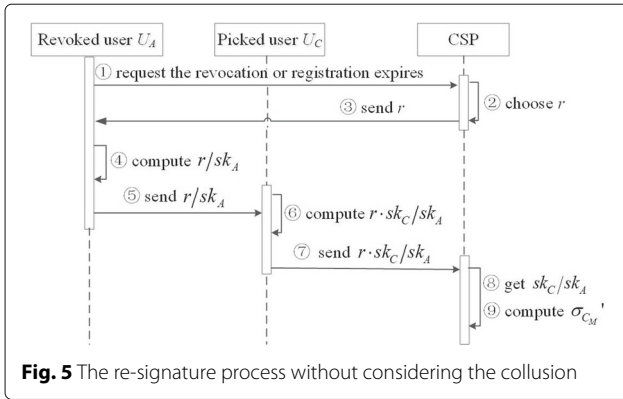 Revoked user U_A
Picked user U_C
CSP
① request the revocation or registration expires
② choose r
③ send r
④ compute r/sk_A
⑤ send r/sk_A
⑥ compute r·sk_C/sk_A
⑦ send r·sk_C/sk_A
⑧ get sk_C/sk_A
⑨ compute σ_{C_M}'
Fig. 5 The re-signature process without considering the collusion